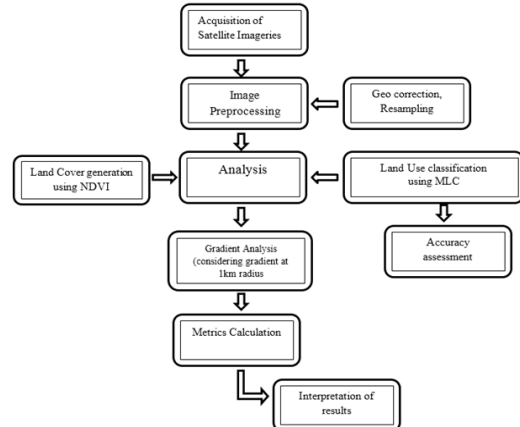 Acquisition of
Satellite Imageries
Image
Preprocessing
Geo correction,
Resampling
Land Cover generation
using NDVI
Analysis
Land Use classification
using MLC
Accuracy
assessment
Gradient Analysis
(considering gradient at
1km radius
Metrics Calculation
Interpretation of
results